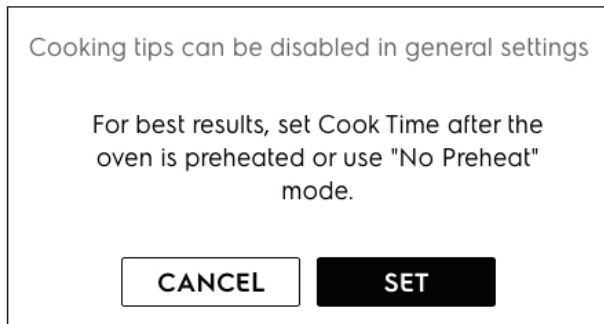 Cooking tips can be disabled in general settings
For best results, set Cook Time after the
oven is preheated or use "No Preheat"
mode.
CANCEL
SET